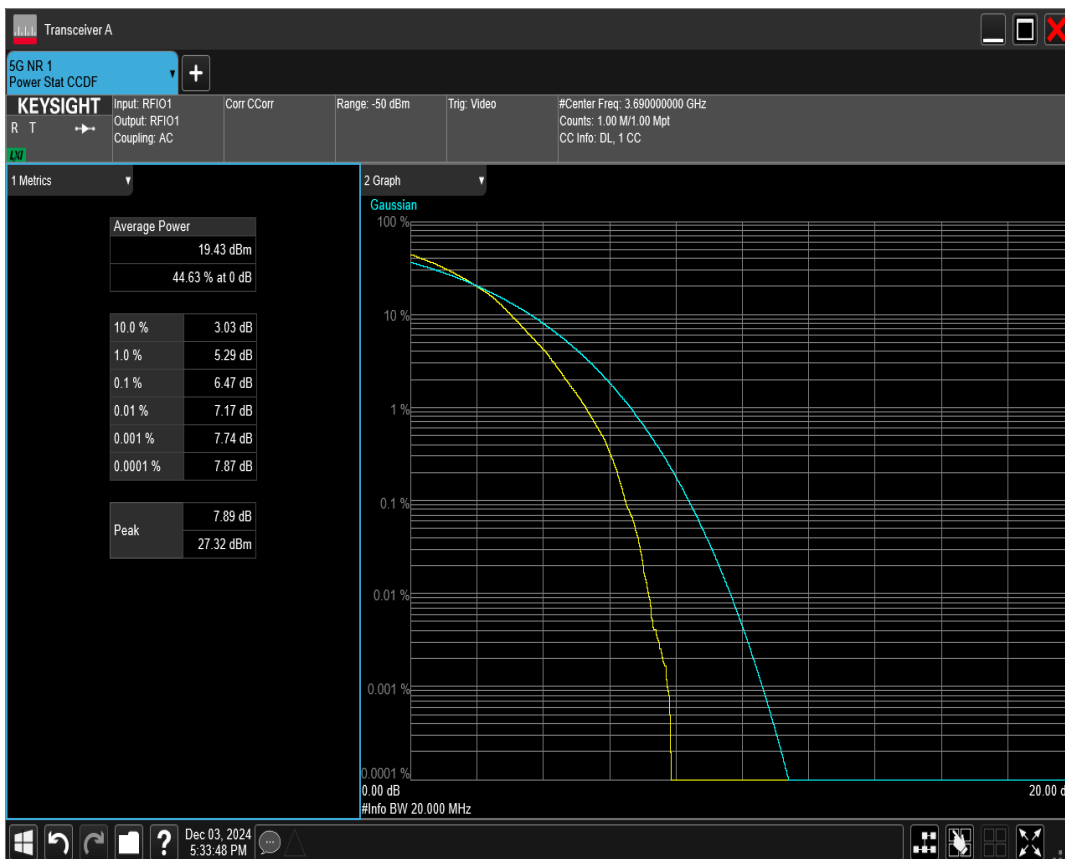 Transceiver A
5G NR 1
Power Stat CCDF
+
KEYSIGHT
R T
LXI
Input: RFIO1
Output: RFIO1
Coupling: AC
Corr CCorr
Range: -50 dBm
Trig: Video
#Center Freq: 3.690000000 GHz
Counts: 1.00 M/1.00 Mpt
CC Info: DL, 1 CC
1 Metrics
Average Power
19.43 dBm
44.63 % at 0 dB
10.0 % 3.03 dB
1.0 % 5.29 dB
0.1 % 6.47 dB
0.01 % 7.17 dB
0.001 % 7.74 dB
0.0001 % 7.87 dB
Peak
7.89 dB
27.32 dBm
2 Graph
Gaussian
100 %
10 %
1 %
0.1 %
0.01 %
0.001 %
0.0001 %
0.00 dB
20.00 d
#Info BW 20.000 MHz
?
Dec 03, 2024
5:33:48 PM